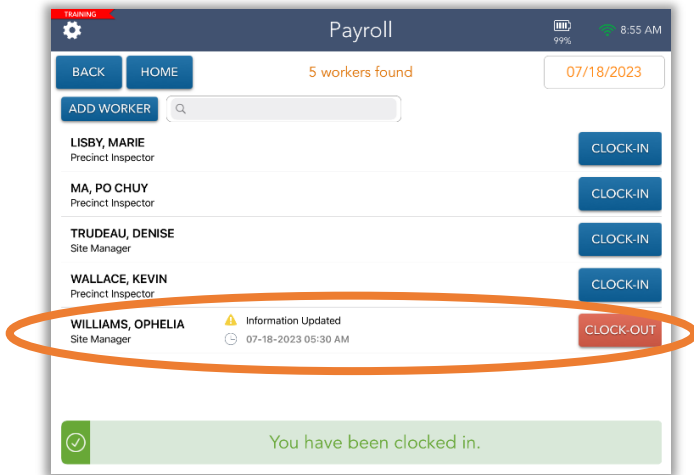 TRAINING
Payroll
99%
8:55 AM
BACK
HOME
5 workers found
07/18/2023
ADD WORKER
LISBY, MARIE
Precinct Inspector
CLOCK-IN
MA, PO CHUY
Precinct Inspector
CLOCK-IN
TRUDEAU, DENISE
Site Manager
CLOCK-IN
WALLACE, KEVIN
Precinct Inspector
CLOCK-IN
WILLIAMS, OPHELIA
Site Manager
Information Updated
07-18-2023 05:30 AM
CLOCK-OUT
You have been clocked in.